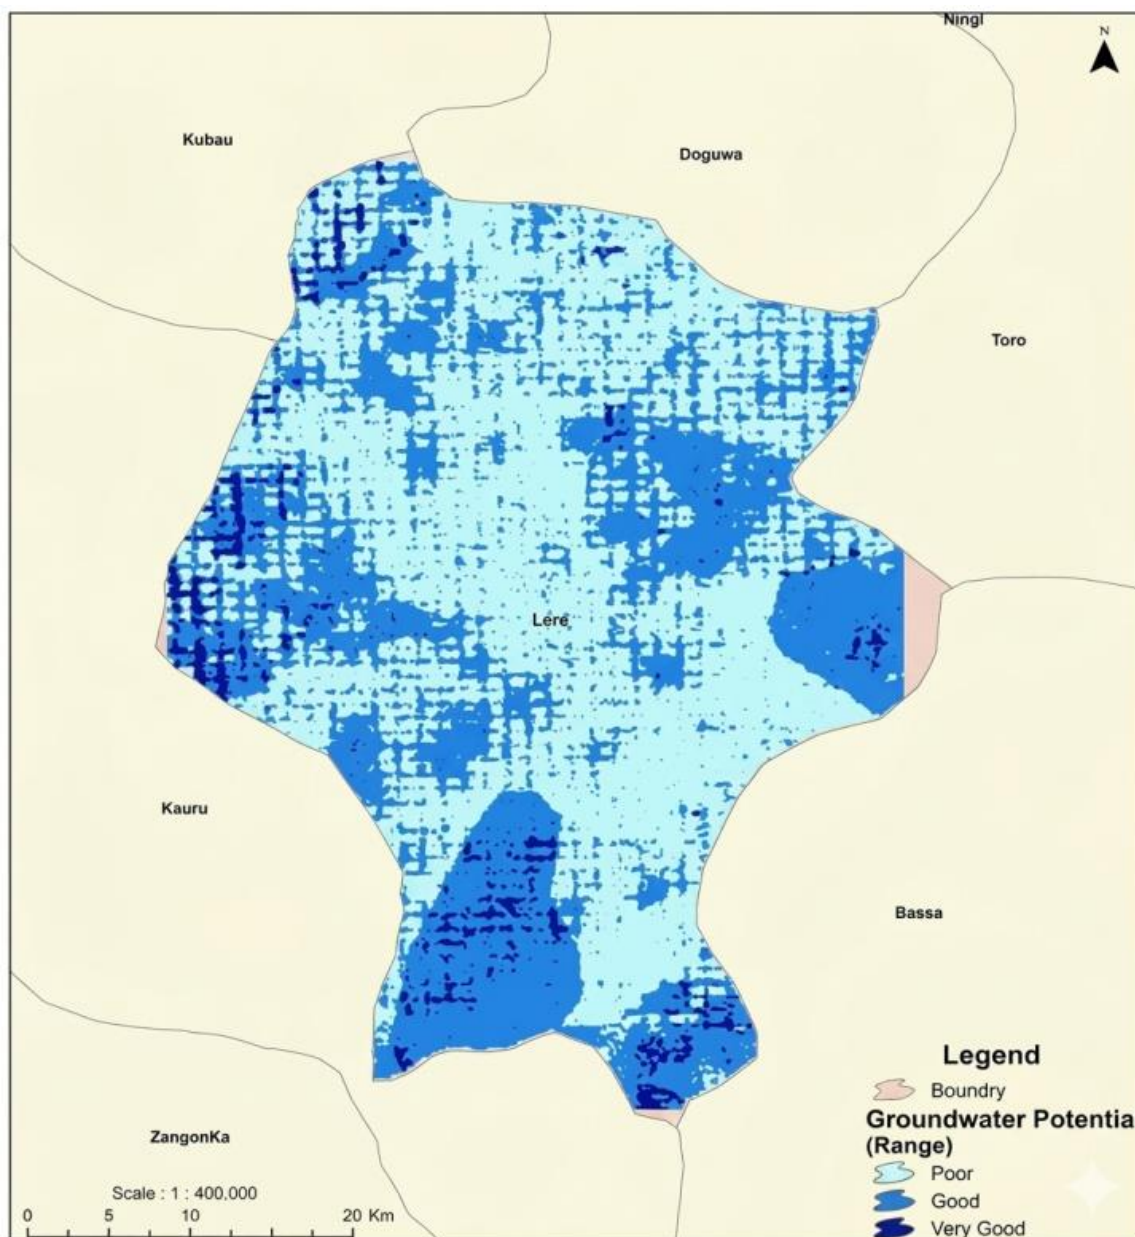 Ningl
N
Kubau
Doguwa
Toro
Lere
Kauru
Bassa
ZangonKa
Scale : 1 : 400,000
0 5 10 20 Km
Legend
Boundry
Groundwater Potentia
(Range)
Poor
Good
Very Good